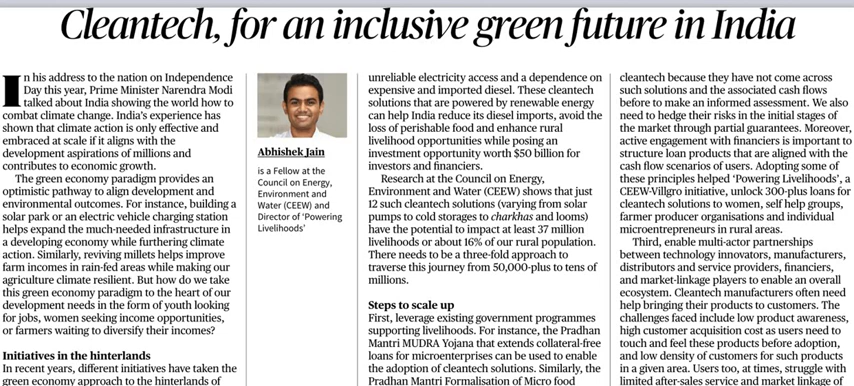 Cleantech, for an inclusive green future in India
In his address to the nation on Independence
Day this year, Prime Minister Narendra Modi
talked about India showing the world how to
combat climate change. India's experience has
shown that climate action is only effective and
embraced at scale if it aligns with the
development aspirations of millions and
contributes to economic growth.
The green economy paradigm provides an
optimistic pathway to align development and
environmental outcomes. For instance, building a
solar park or an electric vehicle charging station
helps expand the much-needed infrastructure in
a developing economy while furthering climate
action. Similarly, reviving millets helps improve
farm incomes in rain-fed areas while making our
agriculture climate resilient. But how do we take
this green economy paradigm to the heart of our
development needs in the form of youth looking
for jobs, women seeking income opportunities,
or farmers waiting to diversify their incomes?
Initiatives in the hinterlands
In recent years, different initiatives have taken the
green economy approach to the hinterlands of
Abhishek Jain
is a Fellow at the
Council on Energy,
Environment and
Water (CEEW) and
Director of 'Powering
Livelihoods'
unreliable electricity access and a dependence on
expensive and imported diesel. These cleantech
solutions that are powered by renewable energy
can help India reduce its diesel imports, avoid the
loss of perishable food and enhance rural
livelihood opportunities while posing an
investment opportunity worth $50 billion for
investors and financiers.
Research at the Council on Energy,
Environment and Water (CEEW) shows that just
12 such cleantech solutions (varying from solar
pumps to cold storages to charkhas and looms)
have the potential to impact at least 37 million
livelihoods or about 16% of our rural population.
There needs to be a three-fold approach to
traverse this journey from 50,000-plus to tens of
millions.
Steps to scale up
First, leverage existing government programmes
supporting livelihoods. For instance, the Pradhan
Mantri MUDRA Yojana that extends collateral-free
loans for microenterprises can be used to enable
the adoption of cleantech solutions. Similarly, the
Pradhan Mantri Formalisation of Micro food
cleantech because they have not come across
such solutions and the associated cash flows
before to make an informed assessment. We also
need to hedge their risks in the initial stages of
the market through partial guarantees. Moreover,
active engagement with financiers is important to
structure loan products that are aligned with the
cash flow scenarios of users. Adopting some of
these principles helped 'Powering Livelihoods', a
CEEW-Villgro initiative, unlock 300-plus loans for
cleantech solutions to women, self help groups,
farmer producer organisations and individual
microentrepreneurs in rural areas.
Third, enable multi-actor partnerships
between technology innovators, manufacturers,
distributors and service providers, financiers,
and market-linkage players to enable an overall
ecosystem. Cleantech manufacturers often need
help bringing their products to customers. The
challenges faced include low product awareness,
high customer acquisition cost as users need to
touch and feel these products before adoption,
and low density of customers for such products
in a given area. Users too, at times, struggle with
limited after-sales service and market linkage of